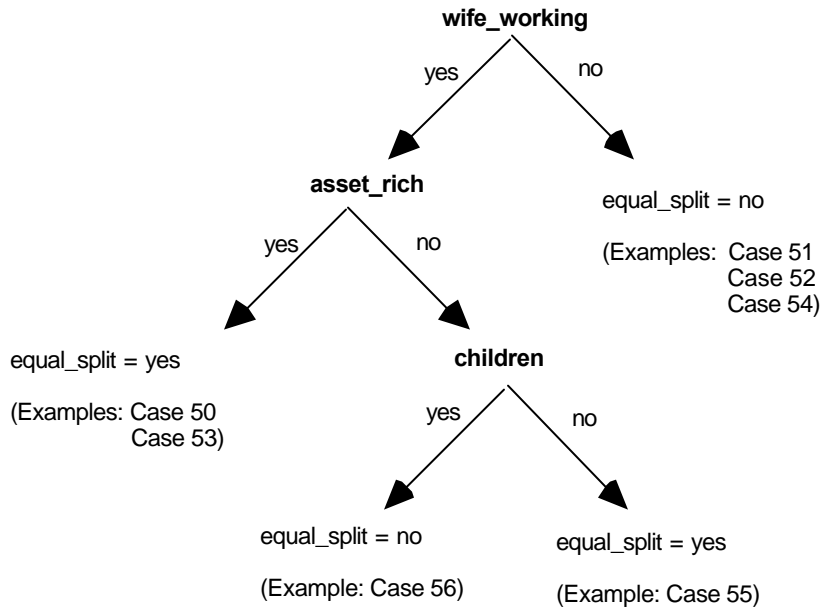 wife_working
yes
no
asset_rich
equal_split = no
yes
no
(Examples: Case 51
Case 52
Case 54)
equal_split = yes
children
(Examples: Case 50
Case 53)
yes
no
equal_split = no
equal_split = yes
(Example: Case 56)
(Example: Case 55)